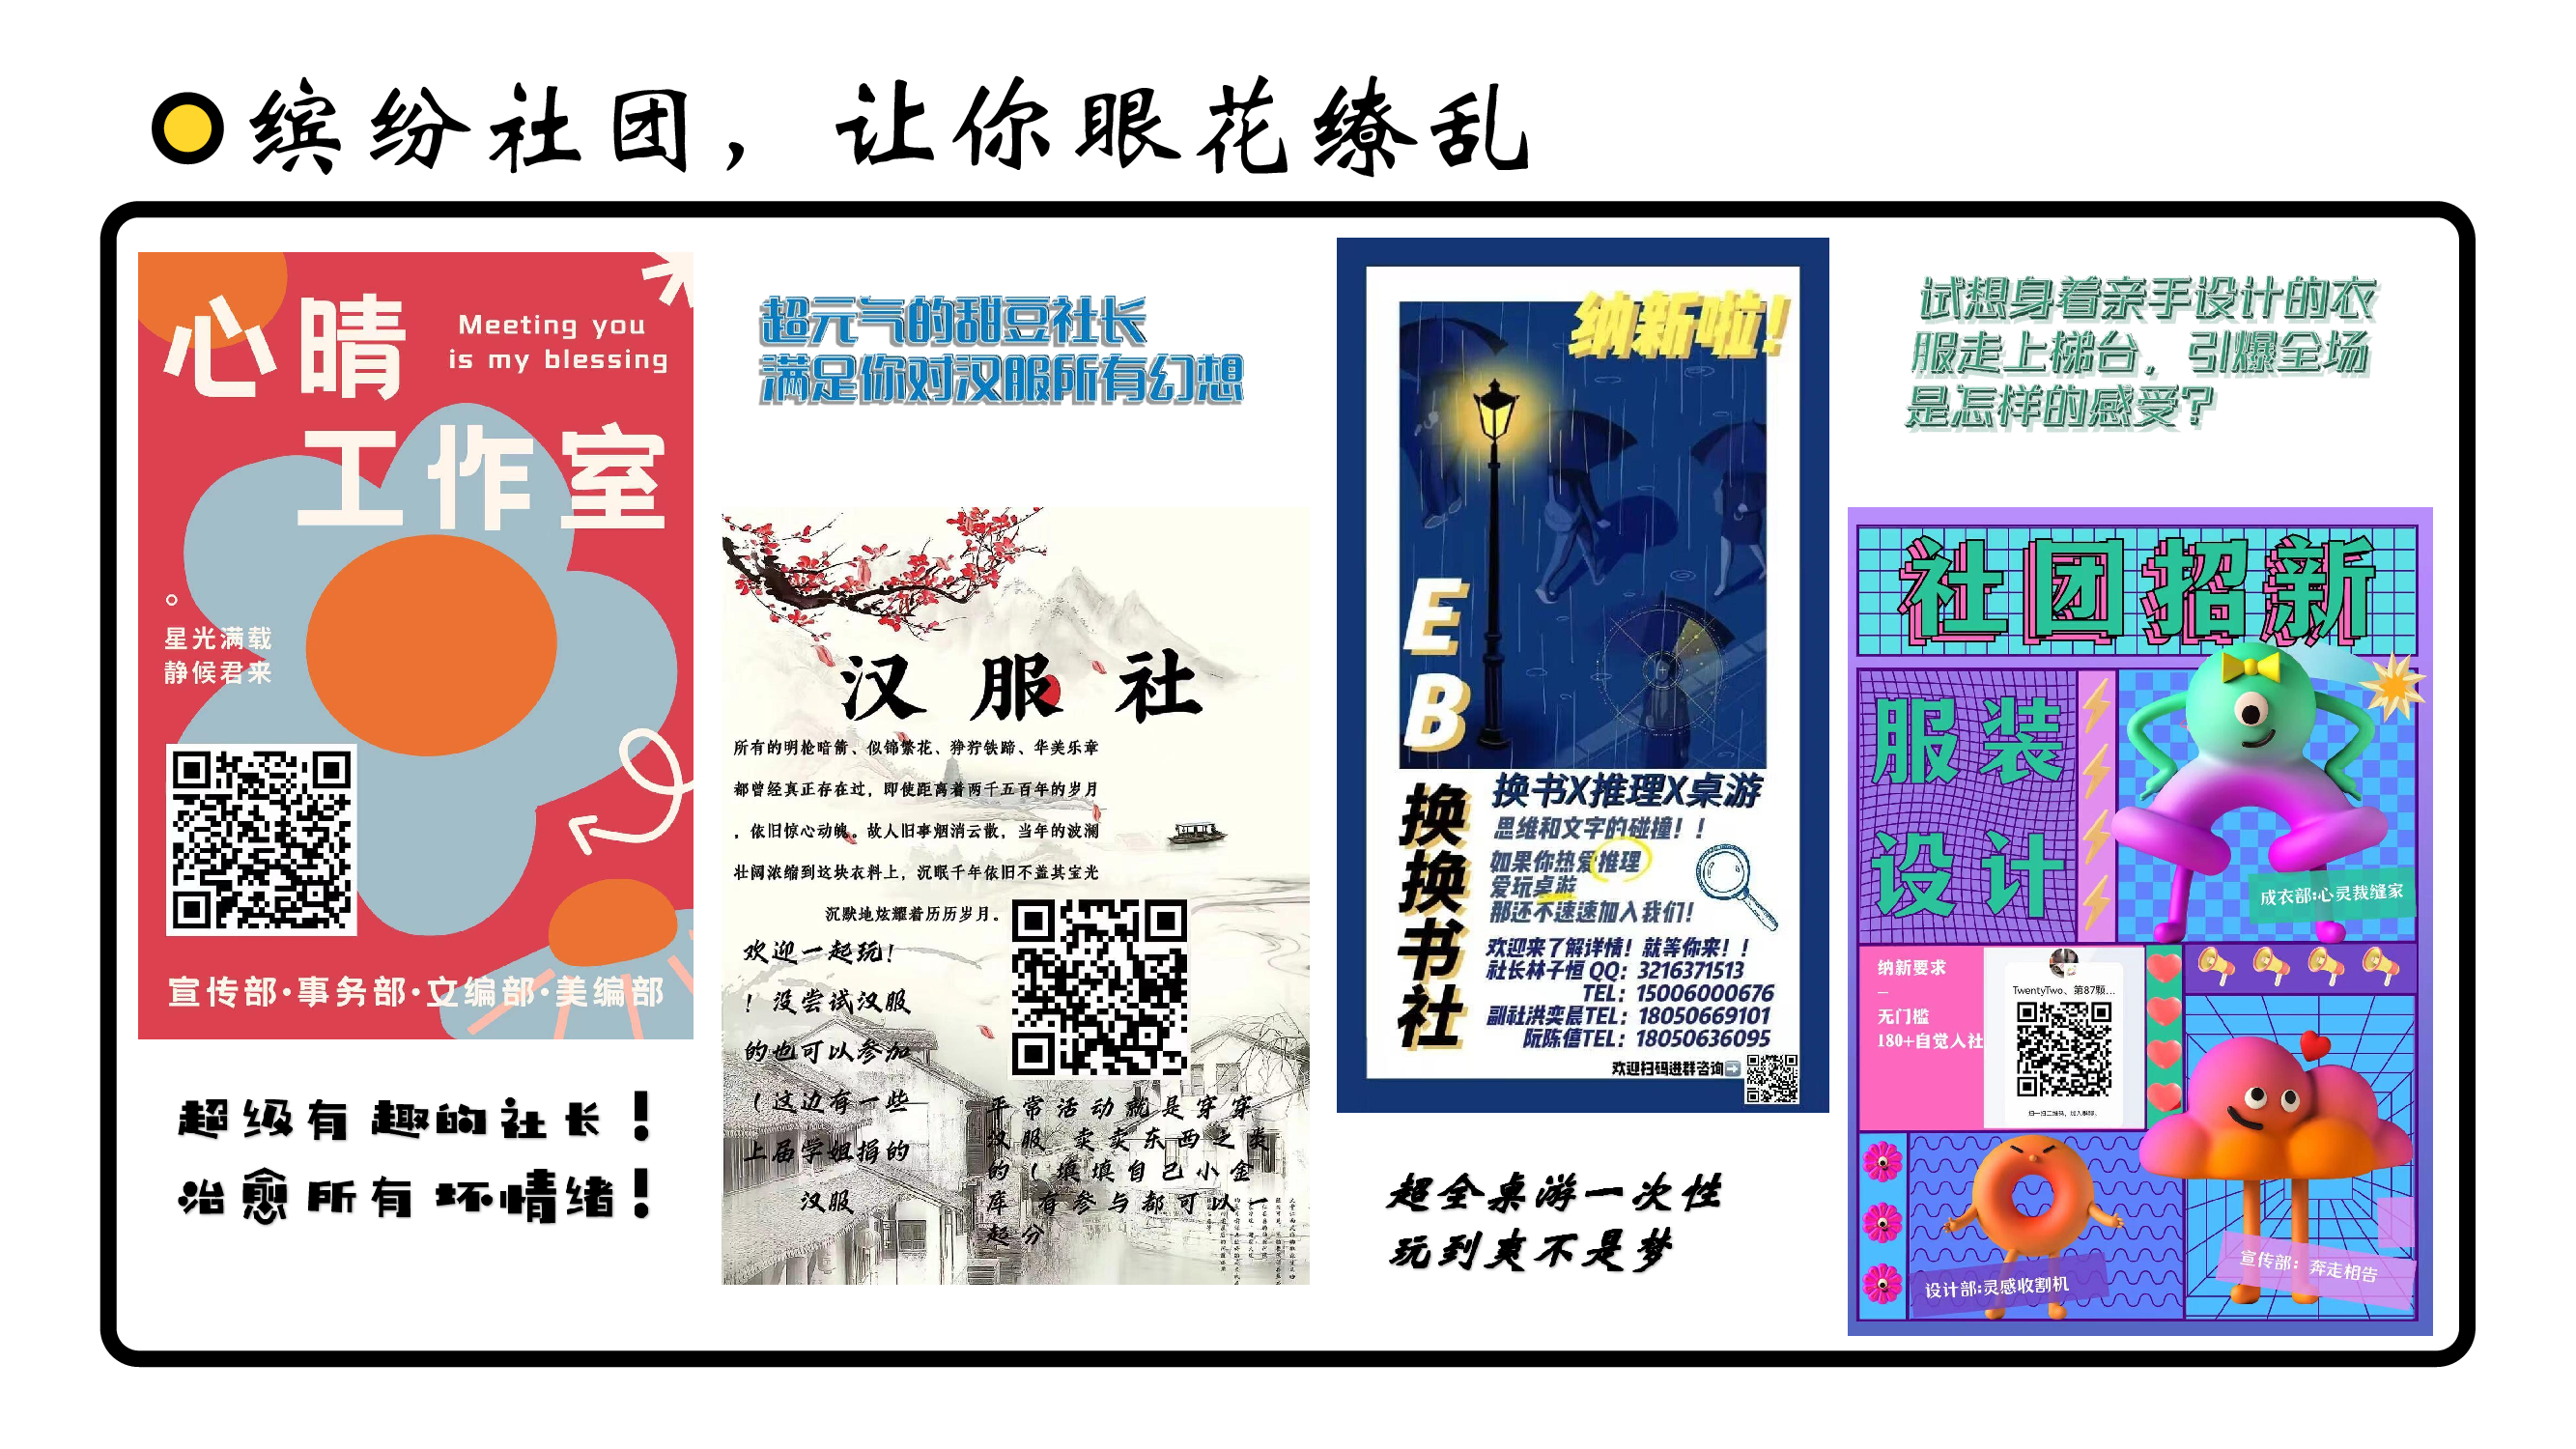 缤纷社团，让你眼花缭乱
心晴
Meeting you
is my blessing
工作室
星光满载
静候君来
宣传部·事务部·文编部·美编部
超级有趣的社长！
治愈所有坏情绪！
超元气的甜豆社长
满足你对汉服所有幻想
汉服社
所有的明枪暗箭、似锦繁花、狰狞铁蹄、华美乐章
都曾经真正存在过，即使距离着两千五百年的岁月
，依旧惊心动魄。故人旧事烟消云散，当年的波澜
壮阔浓缩到这块衣料上，沉眠千年依旧不盖其宝光
沉默地炫耀着历历岁月。
欢迎一起玩！
！没尝试汉服
的也可以参加
（这边有一些
上届学姐捐的
汉服
平常活动就是穿穿
汉服 卖卖东西之类
的（填填自己小金
库 有参与都可以一
起分
纳新啦！
EB
换换书社
换书X推理X桌游
思维和文字的碰撞！！
如果你热爱推理
爱玩桌游
那还不速速加入我们！
欢迎来了解详情！就等你来！！
社长林子恒 QQ：3216371513
TEL：15006000676
副社洪奕晨TEL：18050669101
阮陈僖TEL：18050636095
欢迎扫码进群咨询
超全桌游一次性
玩到爽不是梦
试想身着亲手设计的衣
服走上梯台，引爆全场
是怎样的感受？
社团招新
服装
设计
成衣部:心灵裁缝家
纳新要求
—
无门槛
180+自觉入社
TwentyTwo、第87颗...
扫一扫二维码，加入群聊。
设计部:灵感收割机
宣传部：奔走相告